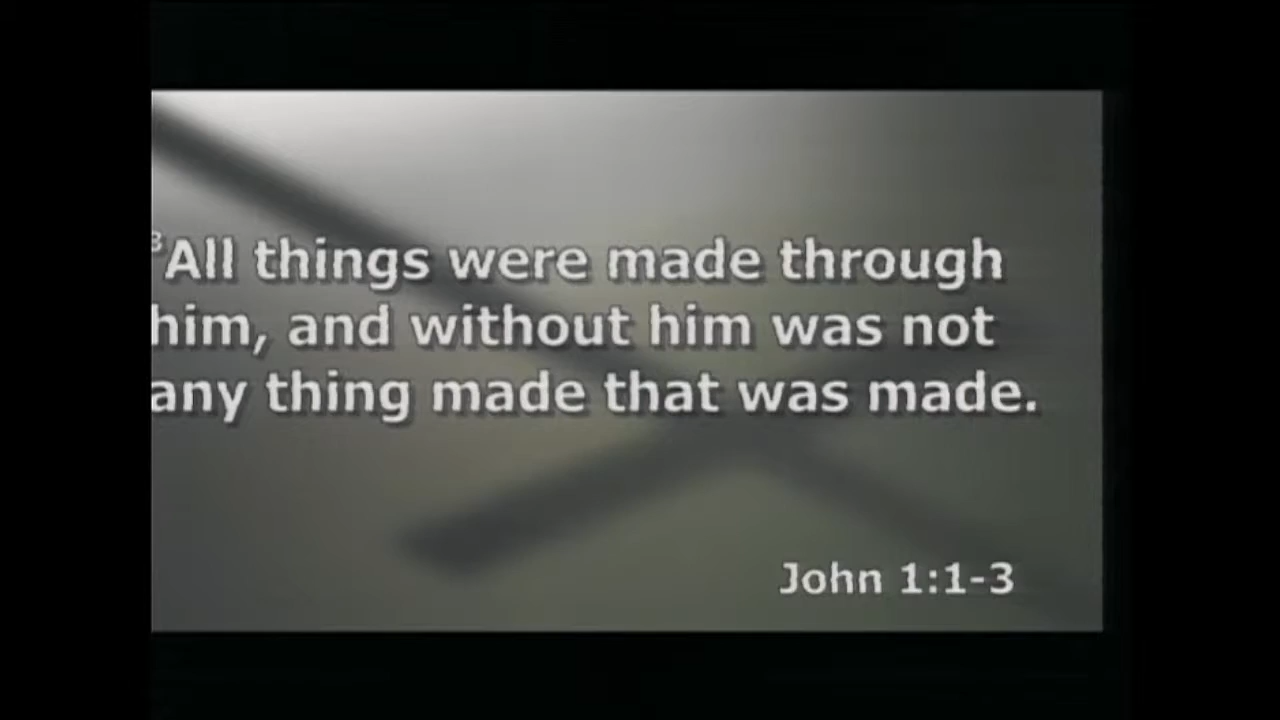 ³All things were made through
him, and without him was not
any thing made that was made.
John 1:1-3